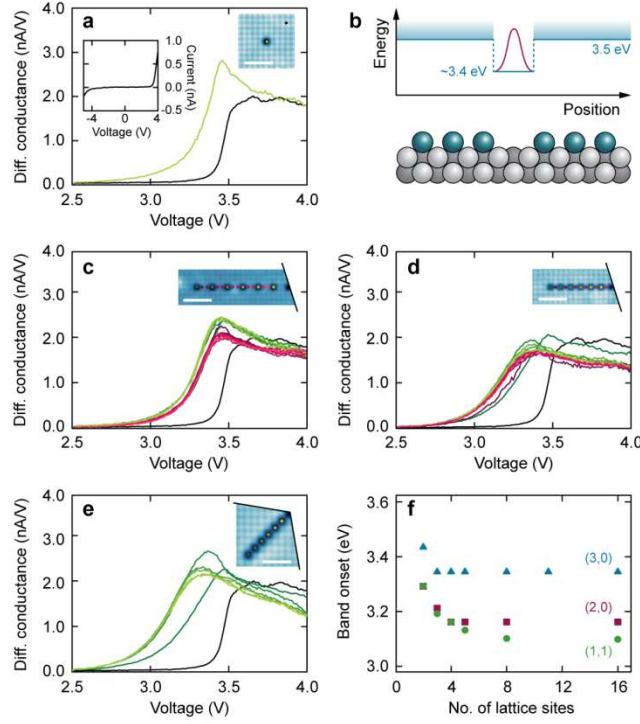 a
Diff. conductance (nA/V)
4.0
3.0
2.0
1.0
0.0
2.5 3.0 3.5 4.0
Voltage (V)
1.0
0.5
0.0
-0.5
Current (nA)
-4 0 4
Voltage (V)
b
Energy
3.5 eV
~3.4 eV
Position
c
Diff. conductance (nA/V)
4.0
3.0
2.0
1.0
0.0
2.5 3.0 3.5 4.0
Voltage (V)
d
Diff. conductance (nA/V)
4.0
3.0
2.0
1.0
0.0
2.5 3.0 3.5 4.0
Voltage (V)
e
Diff. conductance (nA/V)
4.0
3.0
2.0
1.0
0.0
2.5 3.0 3.5 4.0
Voltage (V)
f
Band onset (eV)
3.6
3.4
3.2
3.0
(3,0)
(2,0)
(1,1)
0 4 8 12 16
No. of lattice sites